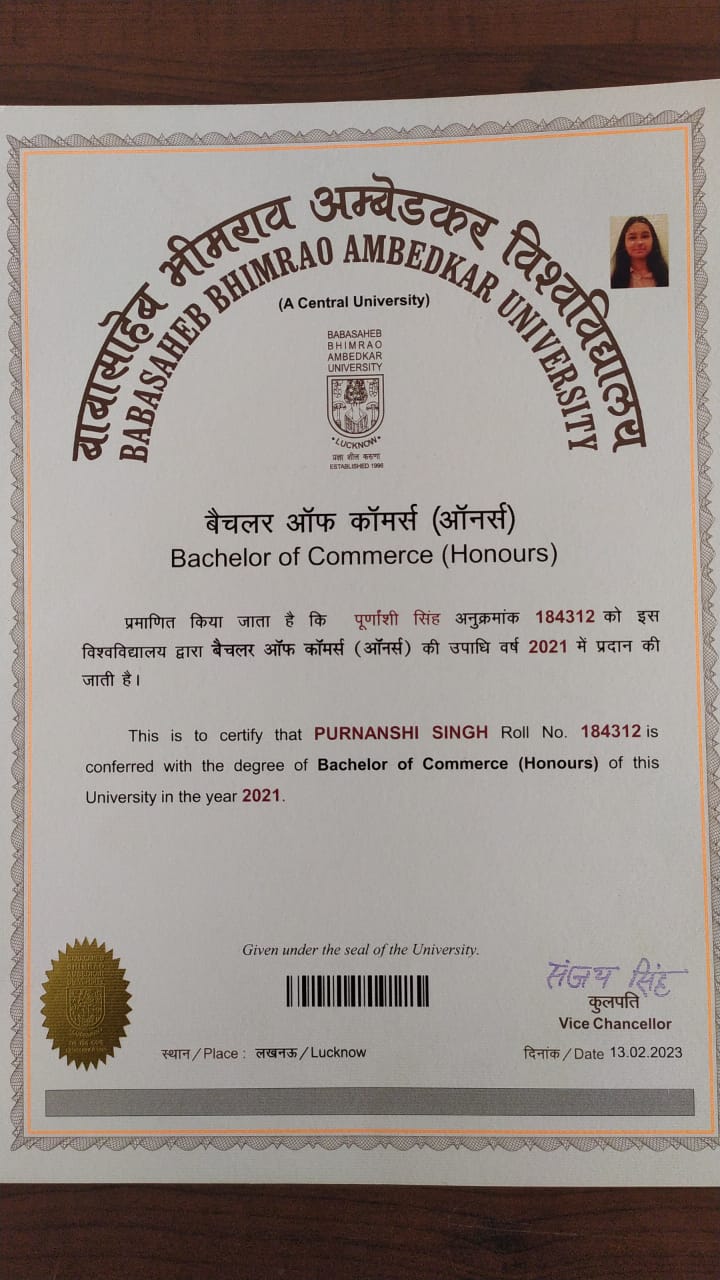 बाबासाहेब भीमराव अम्बेडकर विश्वविद्यालय
BABASAHEB BHIMRAO AMBEDKAR UNIVERSITY
(A Central University)
BABASAHEB
BHIMRAO
AMBEDKAR
UNIVERSITY
LUCKNOW
प्रज्ञा शील करुणा
ESTABLISHED 1996
बैचलर ऑफ कॉमर्स (ऑनर्स)
Bachelor of Commerce (Honours)
प्रमाणित किया जाता है कि पूर्णांशी सिंह अनुक्रमांक 184312 को इस
विश्वविद्यालय द्वारा बैचलर ऑफ कॉमर्स (ऑनर्स) की उपाधि वर्ष 2021 में प्रदान की
जाती है।
This is to certify that PURNANSHI SINGH Roll No. 184312 is
conferred with the degree of Bachelor of Commerce (Honours) of this
University in the year 2021.
Given under the seal of the University.
संजय सिंह
कुलपति
Vice Chancellor
BHIMRAO
AMBEDKAR
स्थान / Place : लखनऊ / Lucknow
दिनांक / Date 13.02.2023